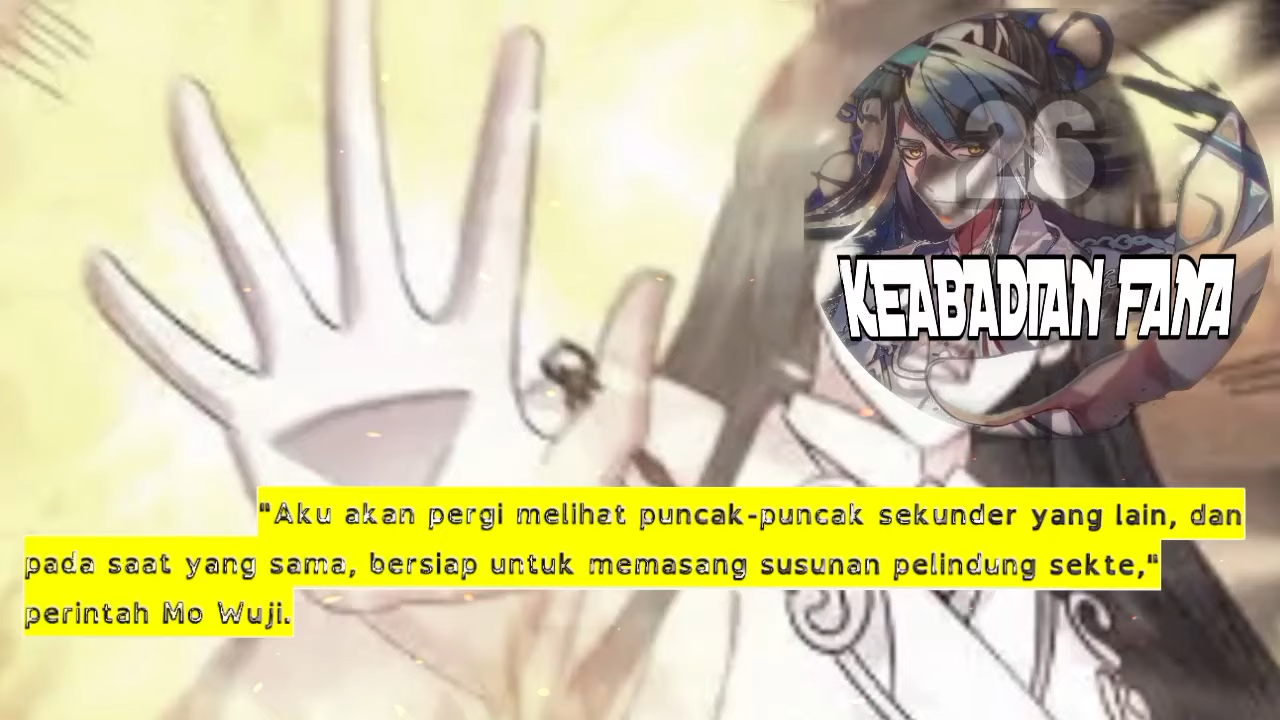 26
KEABADIAN FANA
"Aku akan pergi melihat puncak-puncak sekunder yang lain, dan
pada saat yang sama, bersiap untuk memasang susunan pelindung sekte,"
perintah Mo Wuji.